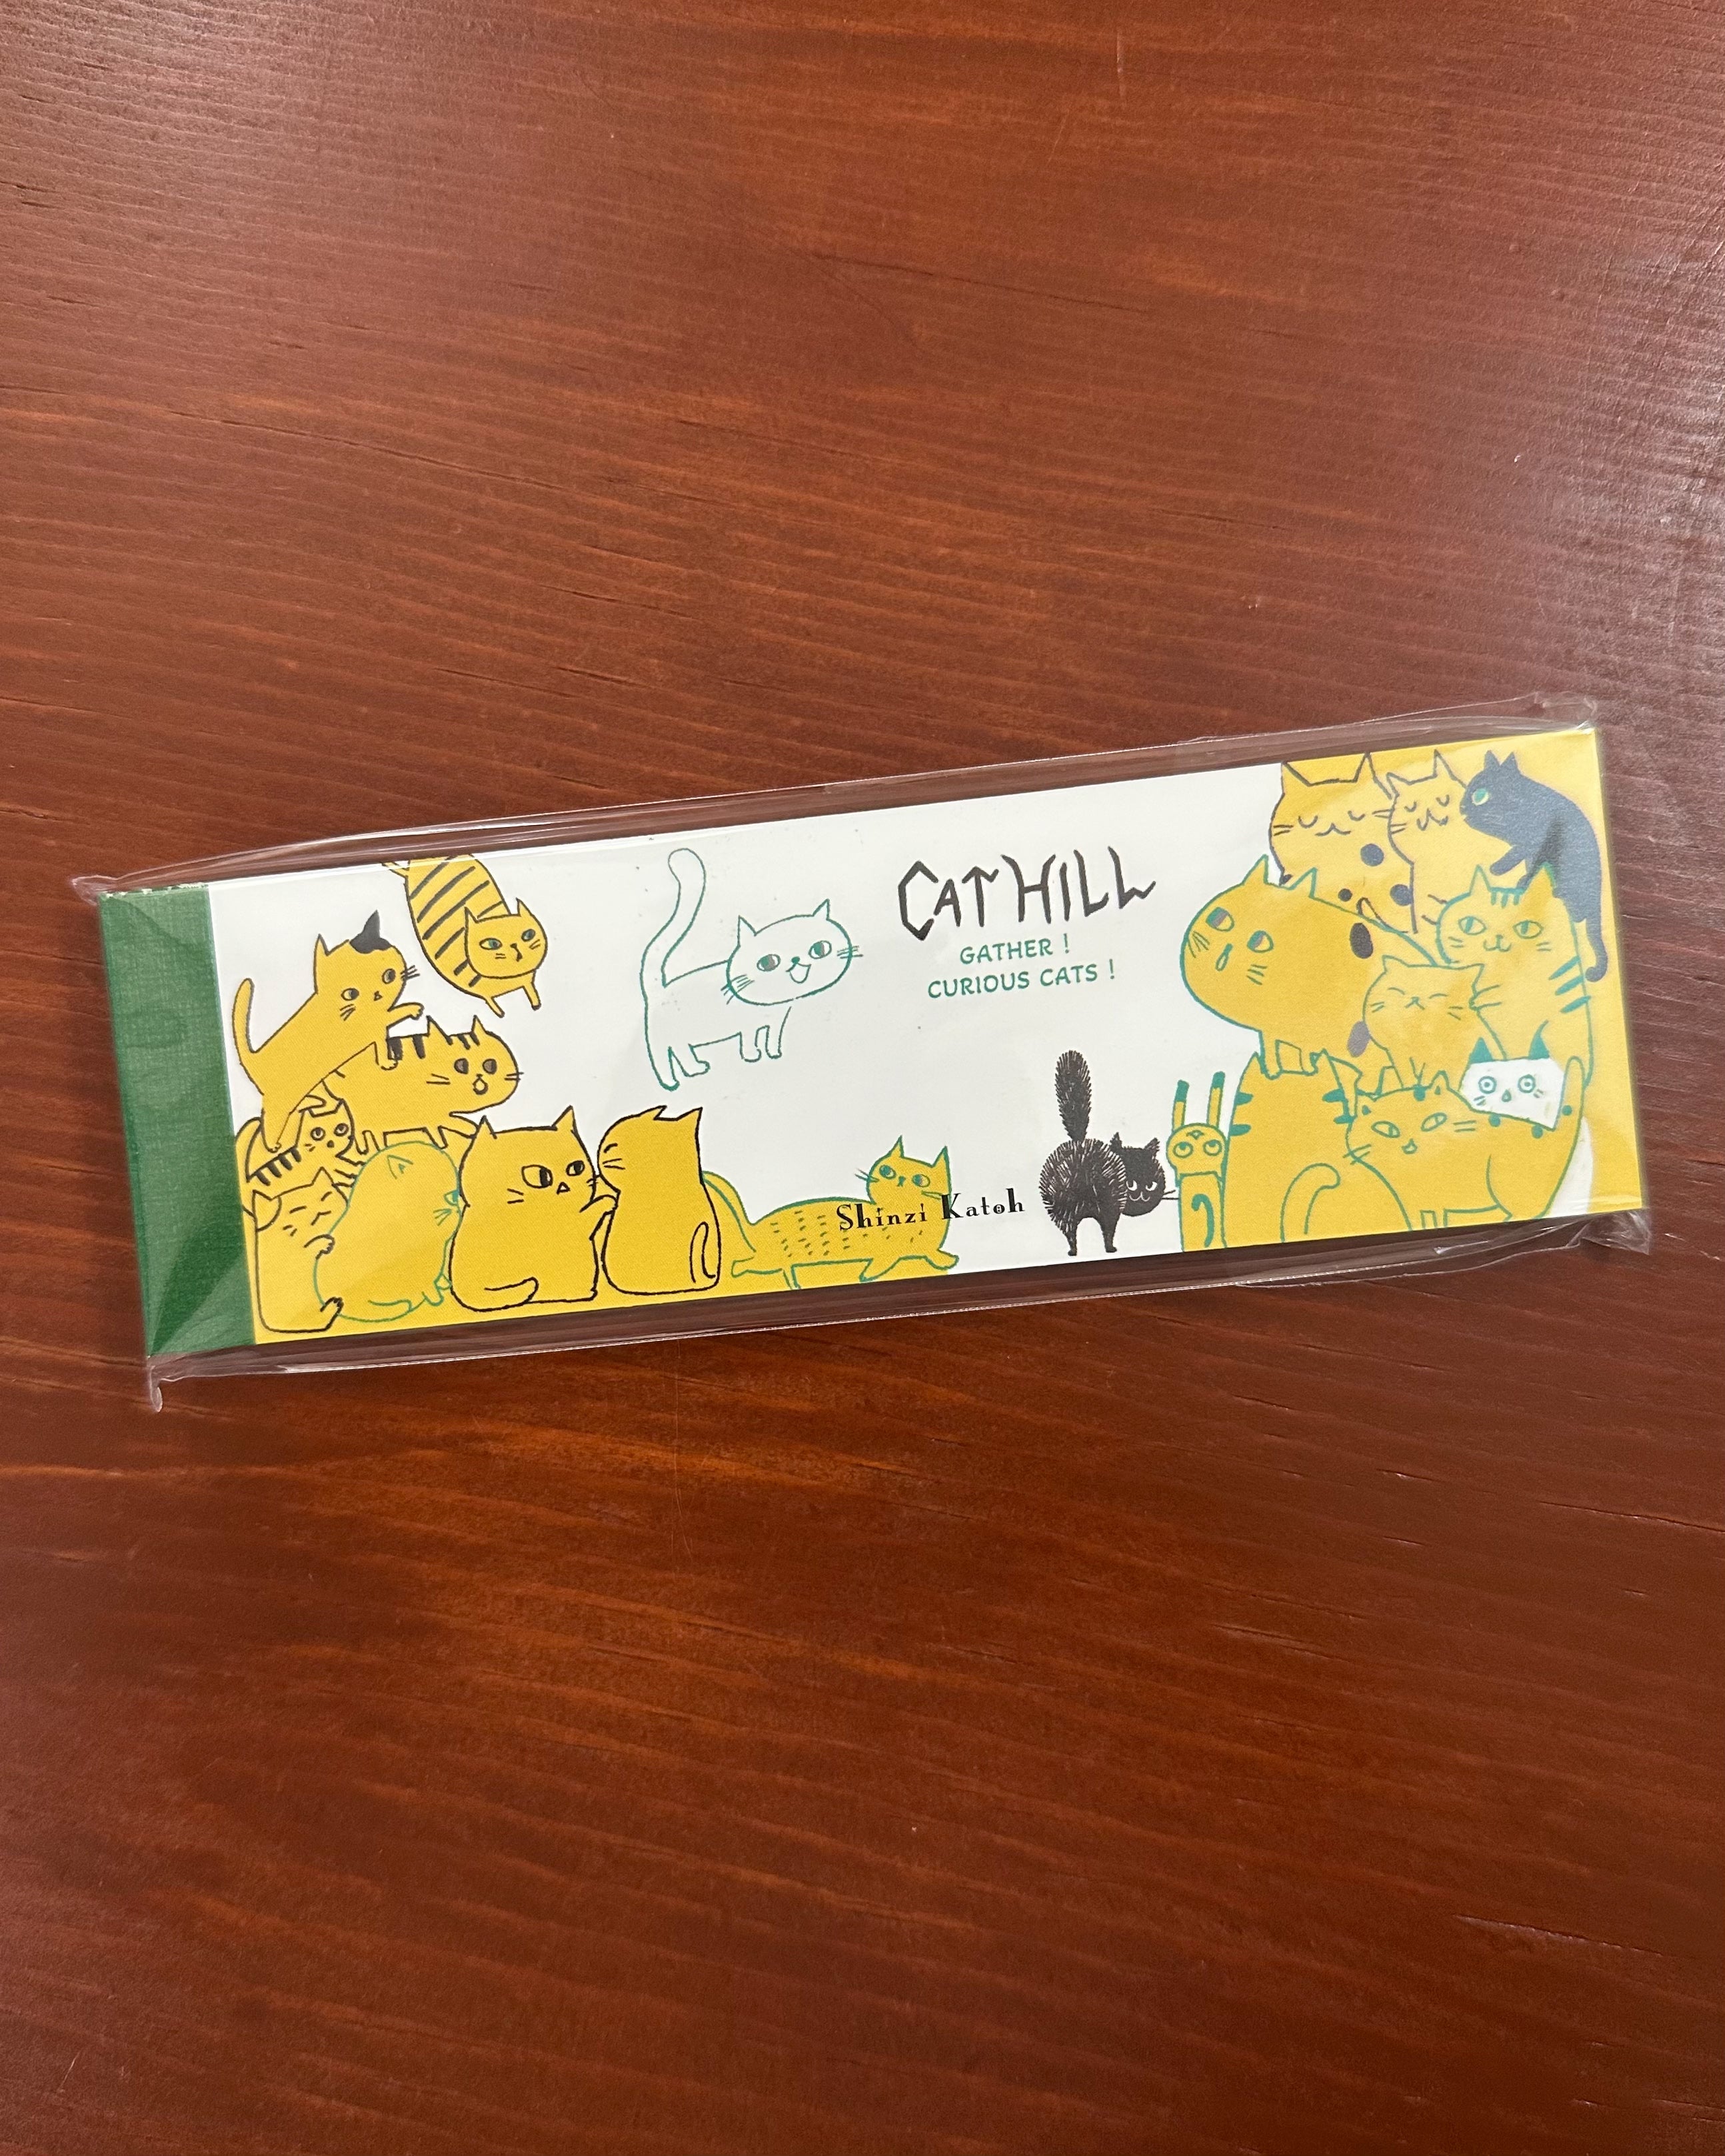 CAT HILL
GATHER !
CURIOUS CATS !
Shinzi Katoh